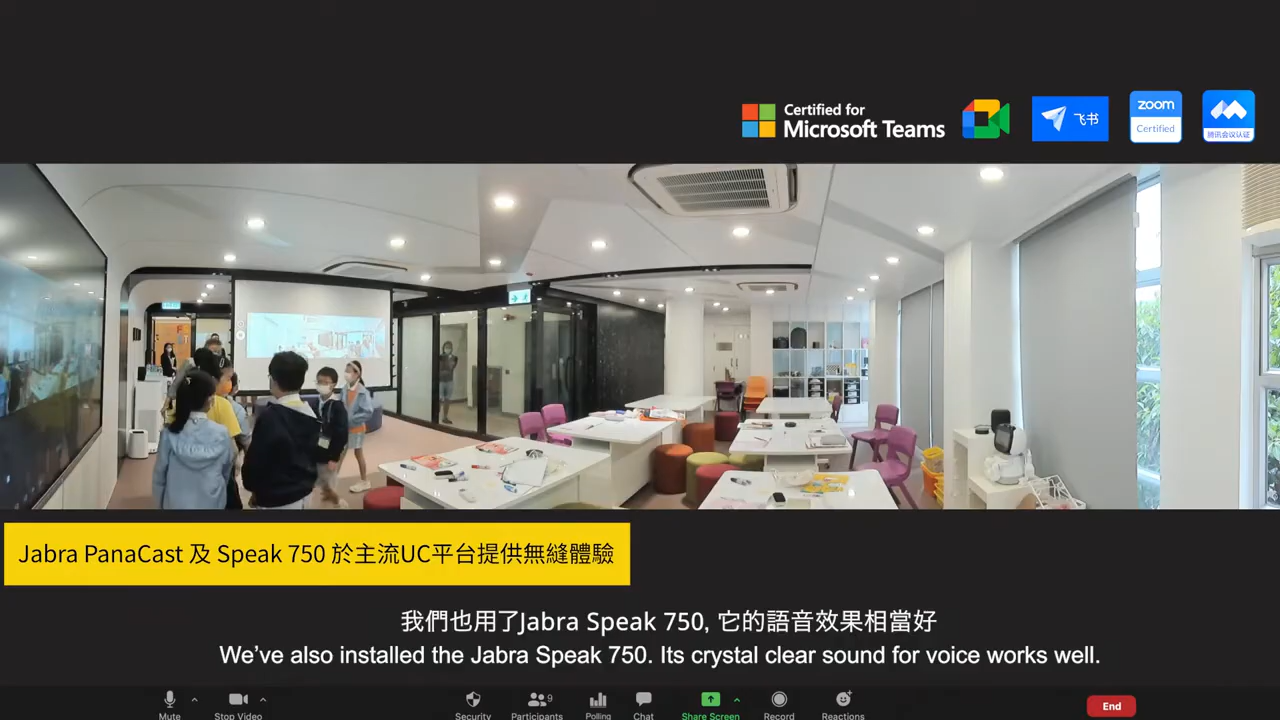 Certified for
Microsoft Teams
飞书
zoom
Certified
腾讯会议认证
Jabra PanaCast 及 Speak 750 於主流UC平台提供無縫體驗
我們也用了Jabra Speak 750, 它的語音效果相當好
We've also installed the Jabra Speak 750. Its crystal clear sound for voice works well.
Mute
Stop Video
Security
9
Participants
Polling
Chat
Share Screen
Record
Reactions
End